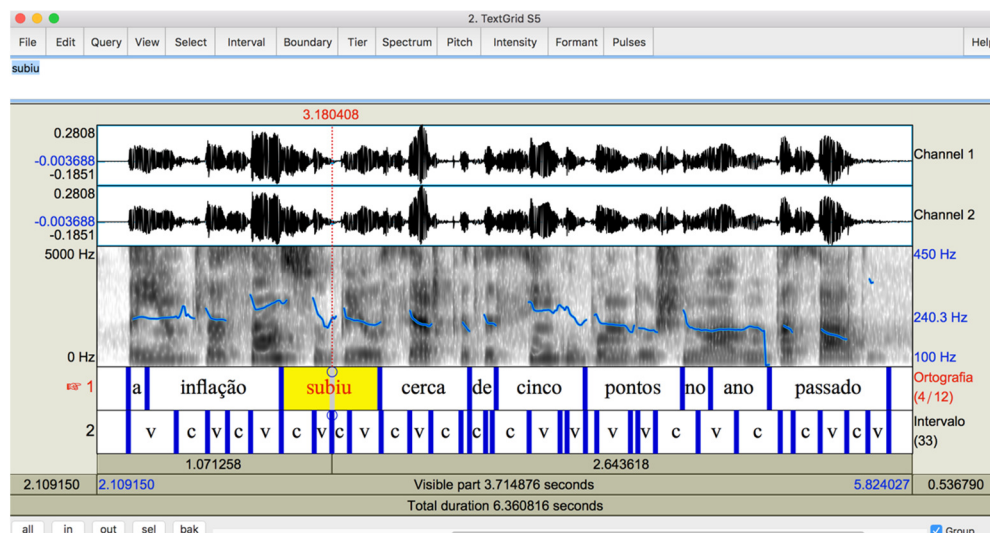 2. TextGrid S5
File Edit Query View Select Interval Boundary Tier Spectrum Pitch Intensity Formant Pulses Help
subiu
3.180408
0.2808
-0.003688
-0.1851
Channel 1
0.2808
-0.003688
-0.1851
Channel 2
5000 Hz 450 Hz
240.3 Hz
0 Hz 100 Hz
☞ 1 a inflação subiu cerca de cinco pontos no ano passado Ortografia (4/12)
2 v c v c v c v c v c v c c c v v v v c v c c v c v Intervalo (33)
1.071258 2.643618
2.109150 2.109150 Visible part 3.714876 seconds 5.824027 0.536790
Total duration 6.360816 seconds
all in out sel bak Group